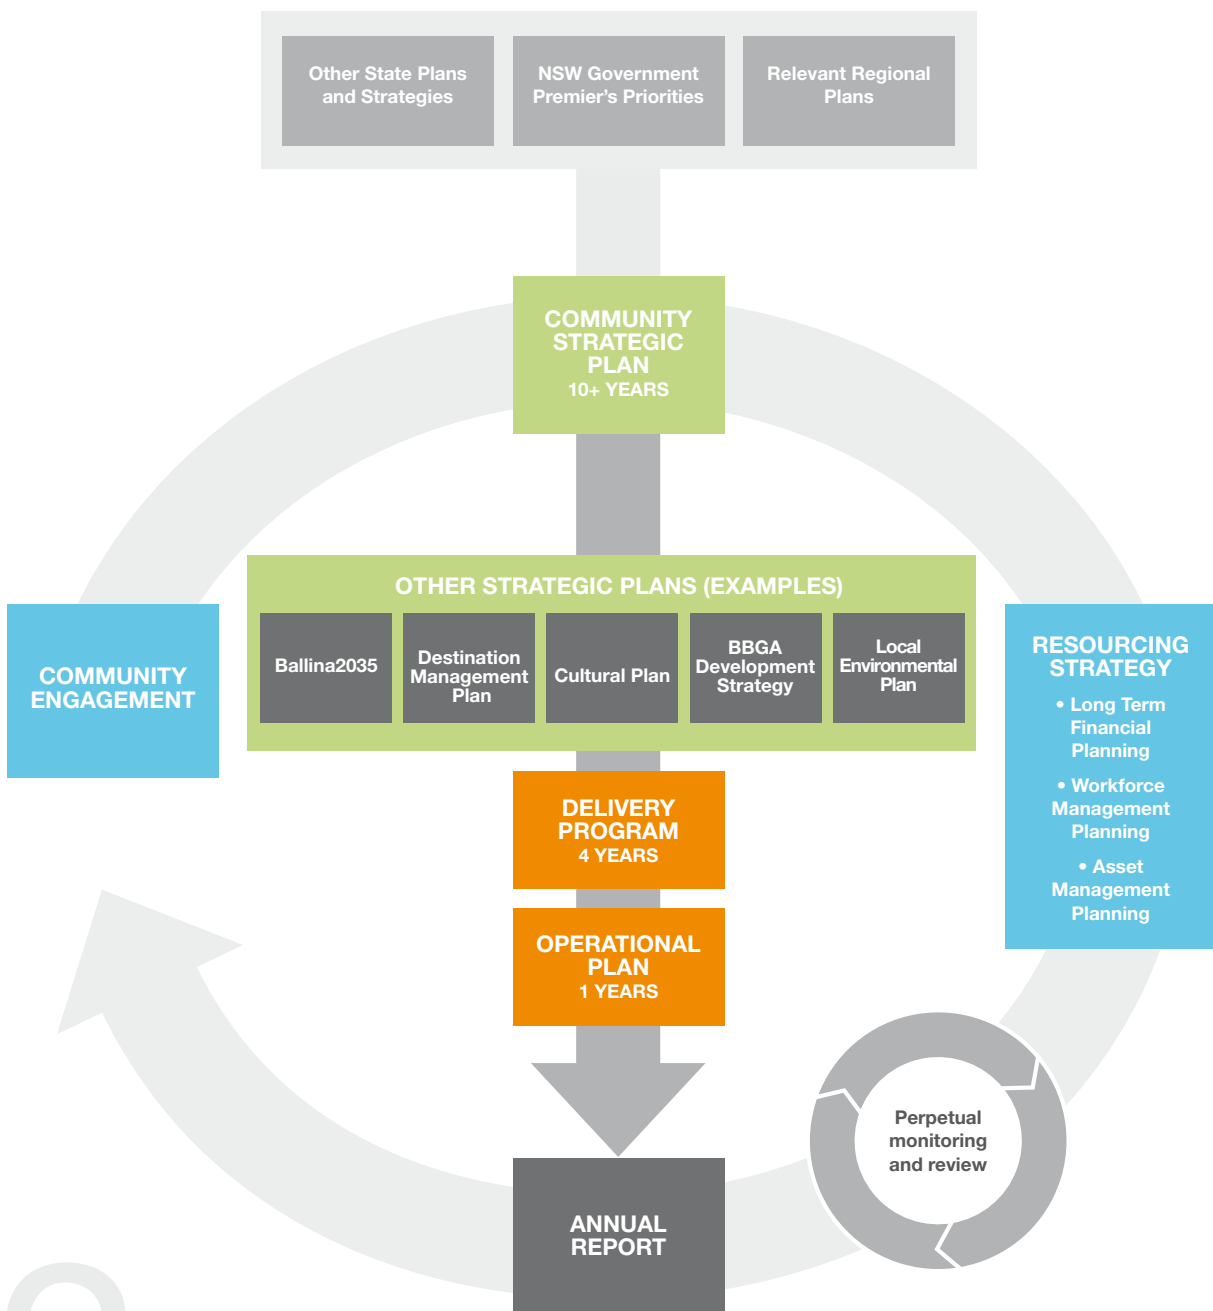 Other State Plans
and Strategies
NSW Government
Premier’s Priorities
Relevant Regional
Plans
COMMUNITY
STRATEGIC
PLAN
10+ YEARS
OTHER STRATEGIC PLANS (EXAMPLES)
Ballina2035
Destination
Management
Plan
Cultural Plan
BBGA
Development
Strategy
Local
Environmental
Plan
COMMUNITY
ENGAGEMENT
RESOURCING
STRATEGY
• Long Term
Financial
Planning
• Workforce
Management
Planning
• Asset
Management
Planning
DELIVERY
PROGRAM
4 YEARS
OPERATIONAL
PLAN
1 YEARS
Perpetual
monitoring
and review
ANNUAL
REPORT